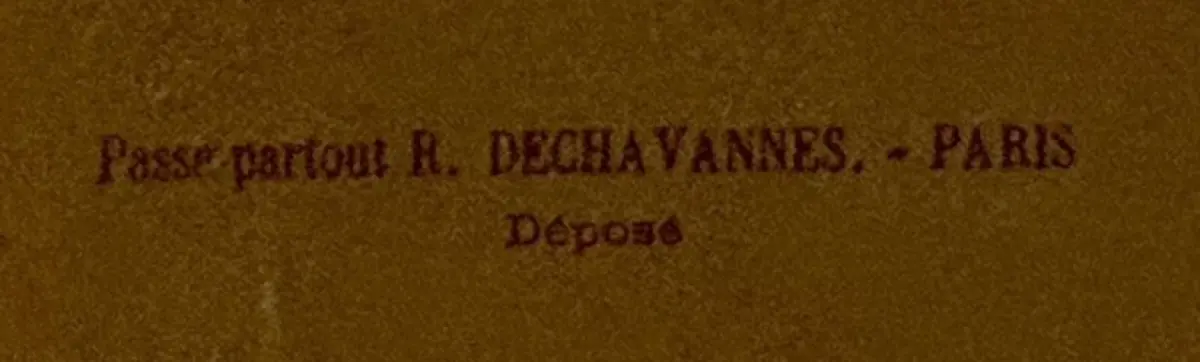 Passe-partout R. DECHAVANNES. - PARIS
Déposé